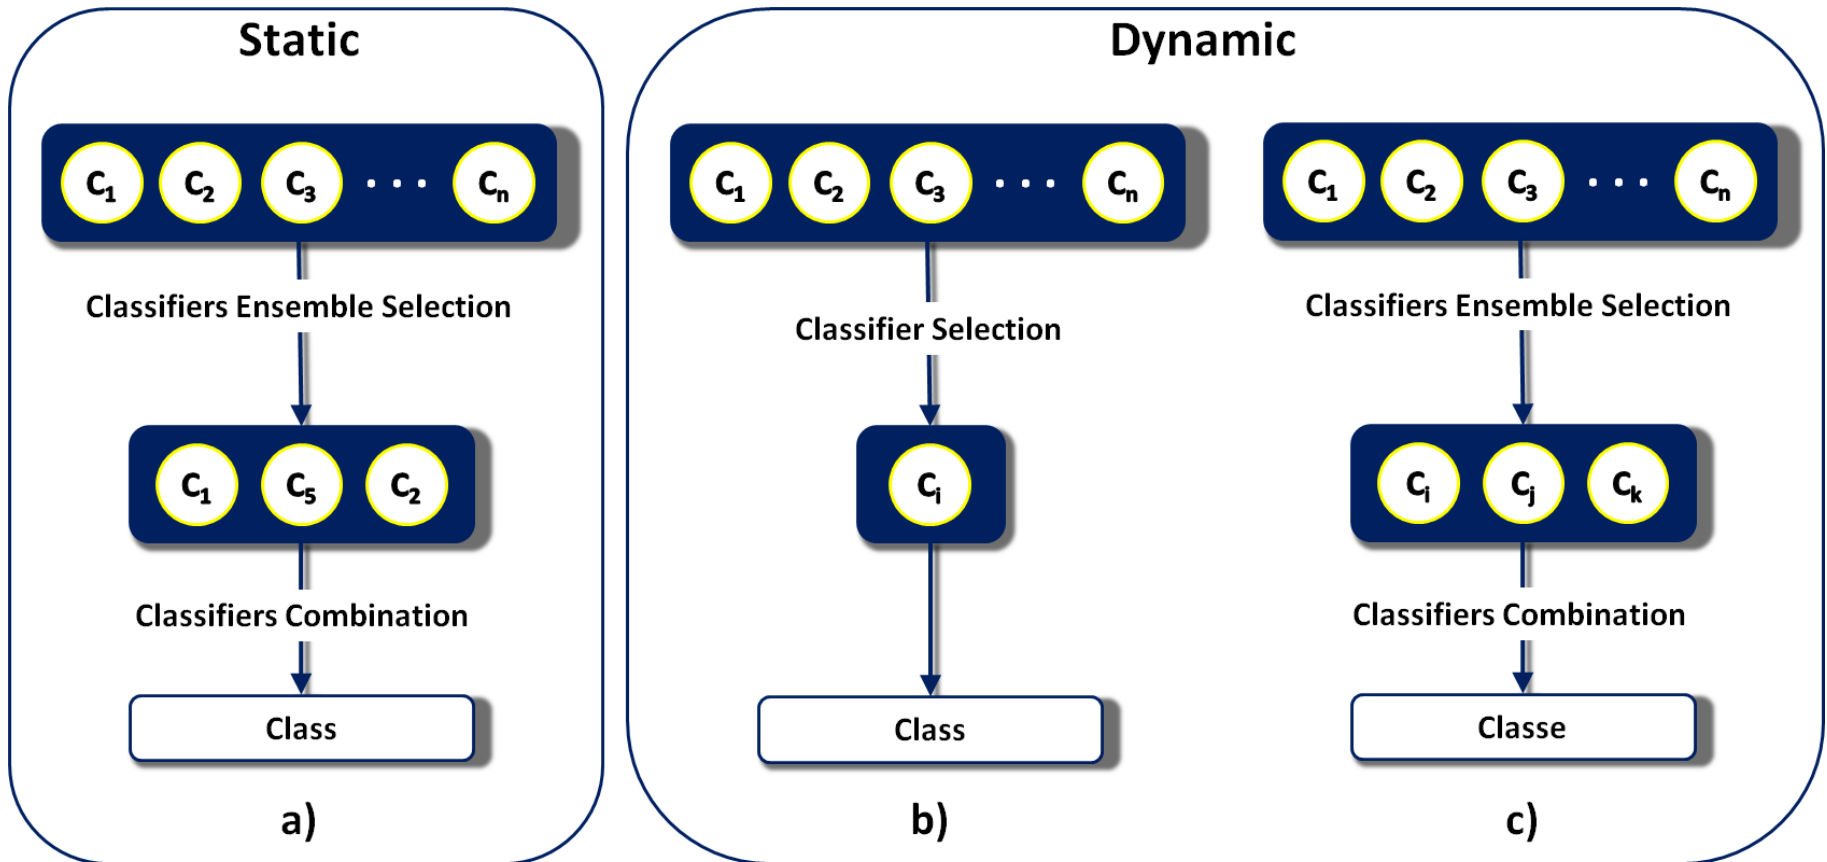 Static
C1 C2 C3 ... Cn
Classifiers Ensemble Selection
C1 C5 C2
Classifiers Combination
Class
a)
Dynamic
C1 C2 C3 ... Cn
Classifier Selection
Ci
Class
b)
C1 C2 C3 ... Cn
Classifiers Ensemble Selection
Ci Cj Ck
Classifiers Combination
Classe
c)